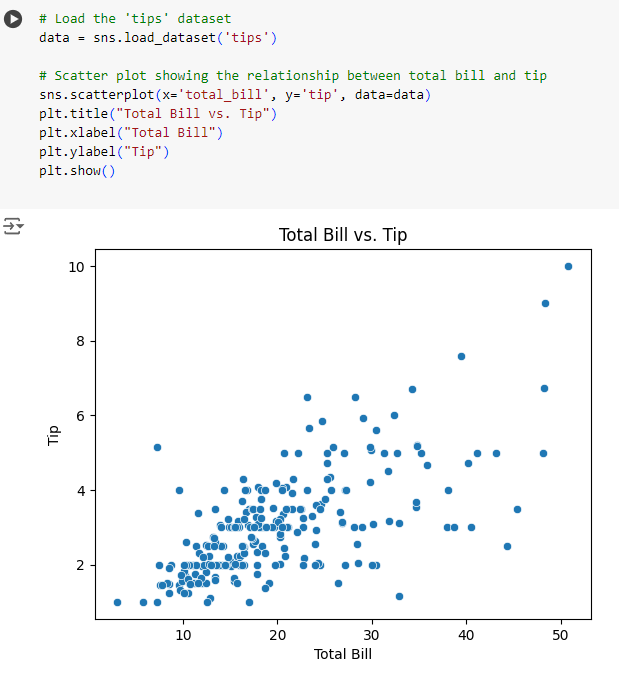 # Load the 'tips' dataset
data = sns.load_dataset('tips')
# Scatter plot showing the relationship between total bill and tip
sns.scatterplot(x='total_bill', y='tip', data=data)
plt.title("Total Bill vs. Tip")
plt.xlabel("Total Bill")
plt.ylabel("Tip")
plt.show()
Total Bill vs. Tip
10
8
6
4
2
Tip
10 20 30 40 50
Total Bill